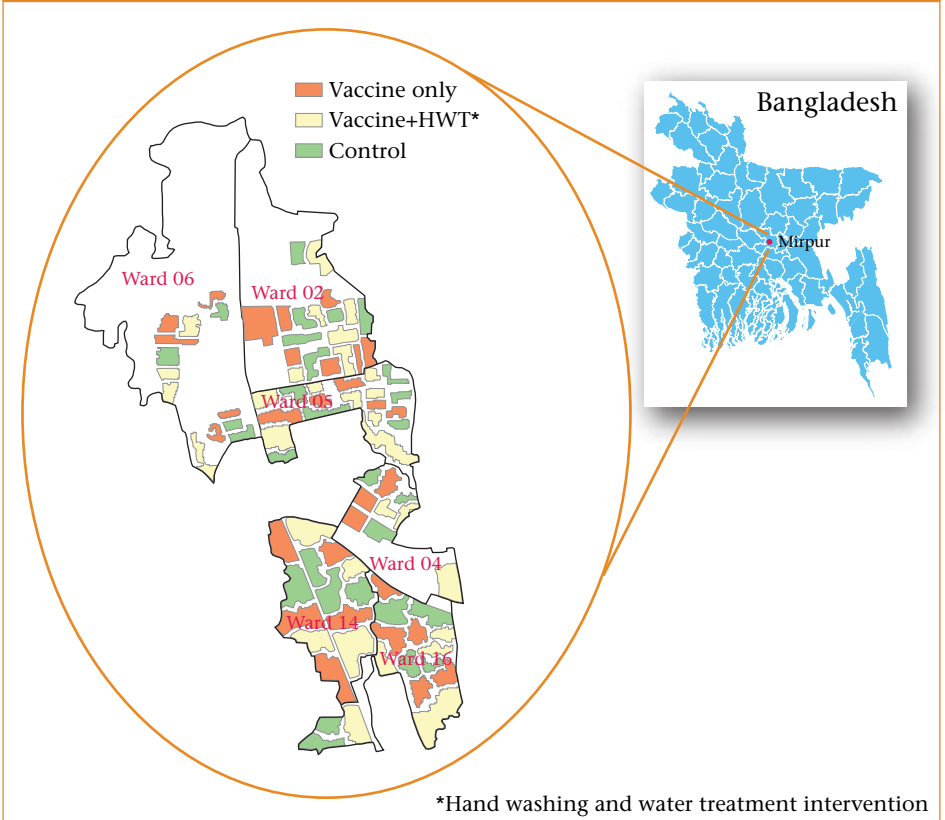 Vaccine only
Vaccine+HWT*
Control
Bangladesh
Mirpur
Ward 06
Ward 02
Ward 05
Ward 04
Ward 14
Ward 16
*Hand washing and water treatment intervention